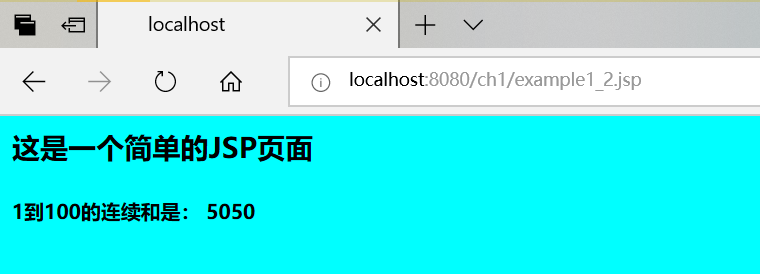 localhost
localhost:8080/ch1/example1_2.jsp
这是一个简单的JSP页面
1到100的连续和是： 5050